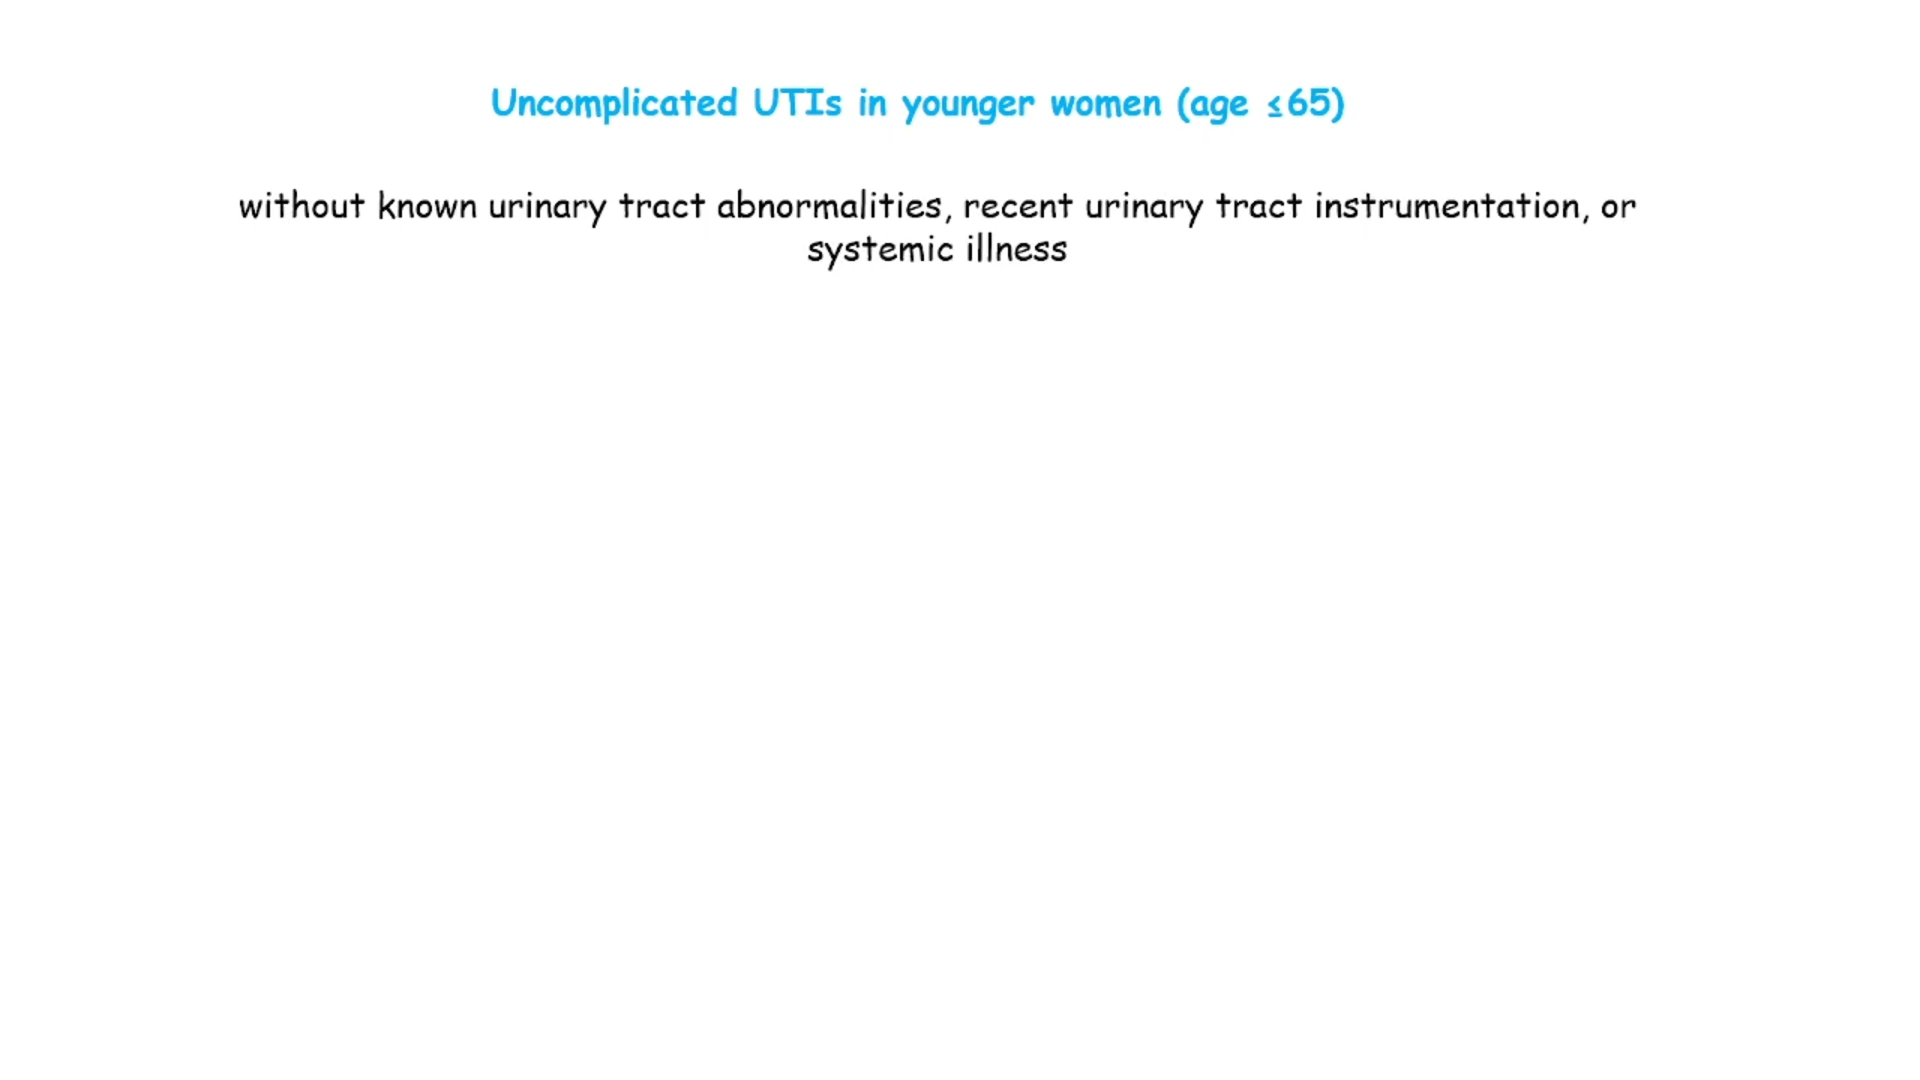 Uncomplicated UTIs in younger women (age ≤65)
without known urinary tract abnormalities, recent urinary tract instrumentation, or
systemic illness